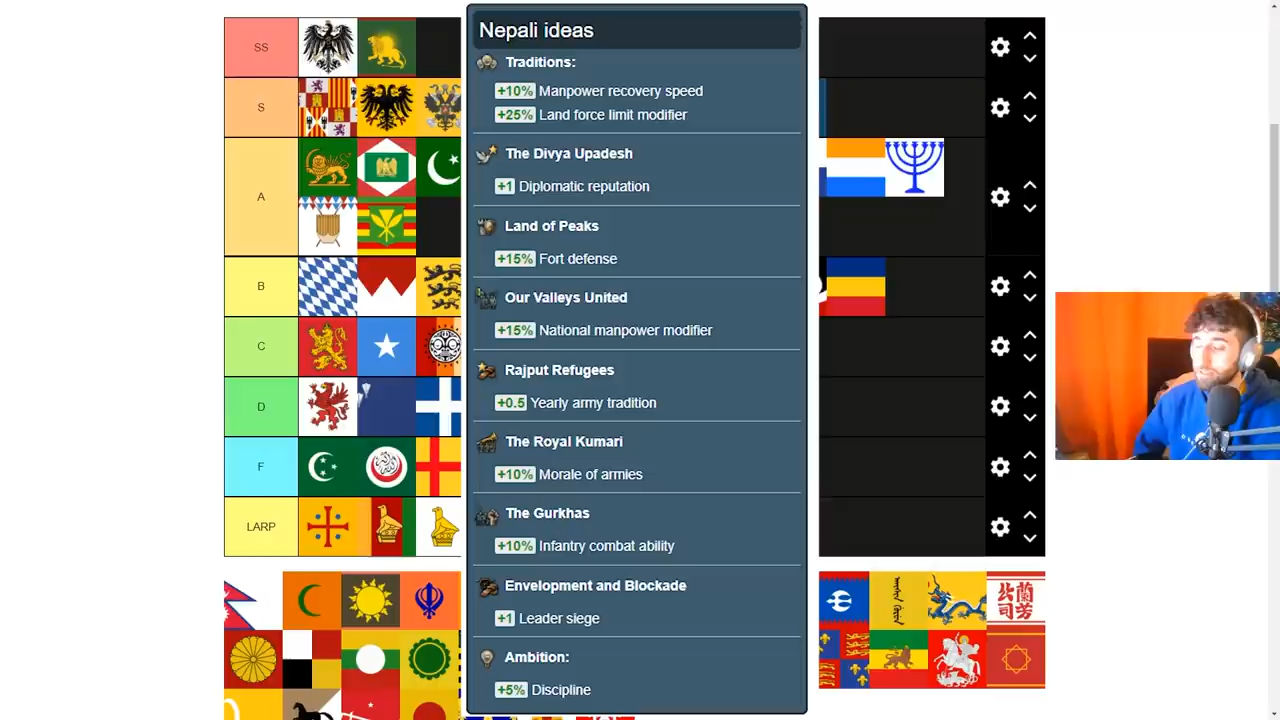 Nepali ideas
Traditions:
+10% Manpower recovery speed
+25% Land force limit modifier
The Divya Upadesh
+1 Diplomatic reputation
Land of Peaks
+15% Fort defense
Our Valleys United
+15% National manpower modifier
Rajput Refugees
+0.5 Yearly army tradition
The Royal Kumari
+10% Morale of armies
The Gurkhas
+10% Infantry combat ability
Envelopment and Blockade
+1 Leader siege
Ambition:
+5% Discipline
SS
S
A
B
C
D
F
LARP